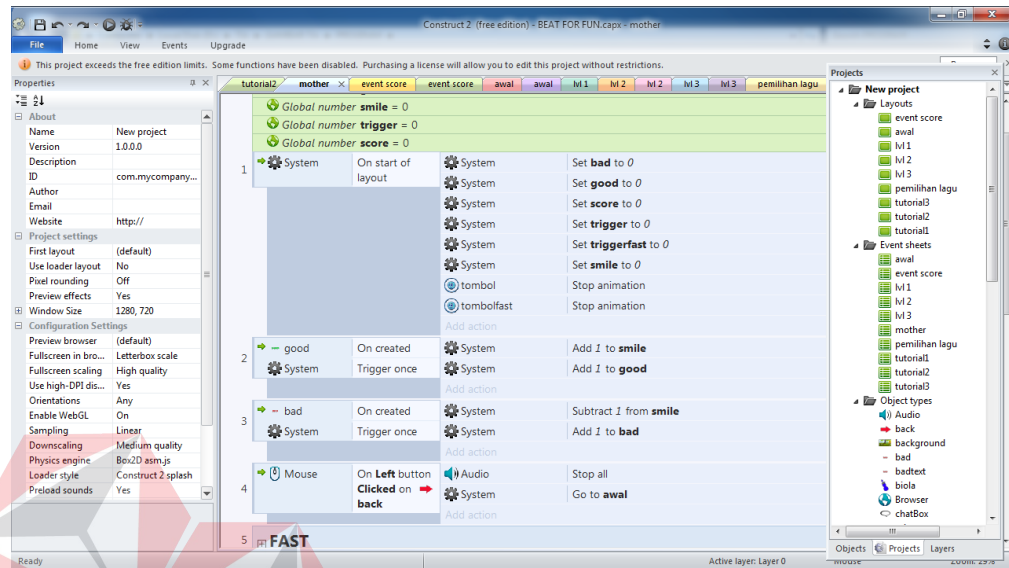 Construct 2 (free edition) - BEAT FOR FUN.capx - mother
File Home View Events Upgrade
This project exceeds the free edition limits. Some functions have been disabled. Purchasing a license will allow you to edit this project without restrictions.
Properties
About
Name New project
Version 1.0.0.0
Description
ID com.mycompany...
Author
Email
Website http://
Project settings
First layout (default)
Use loader layout No
Pixel rounding Off
Preview effects Yes
Window Size 1280, 720
Configuration Settings
Preview browser (default)
Fullscreen in bro... Letterbox scale
Fullscreen scaling High quality
Use high-DPI dis... Yes
Orientations Any
Enable WebGL On
Sampling Linear
Downscaling Medium quality
Physics engine Box2D asm.js
Loader style Construct 2 splash
Preload sounds Yes
tutorial2 mother event score event score awal awal lvl 1 lvl 2 lvl 2 lvl 3 lvl 3 pemilihan lagu
Global number smile = 0
Global number trigger = 0
Global number score = 0
1 System On start of layout System Set bad to 0
System Set good to 0
System Set score to 0
System Set trigger to 0
System Set triggerfast to 0
System Set smile to 0
tombol Stop animation
tombolfast Stop animation
Add action
2 good On created System Add 1 to smile
System Trigger once System Add 1 to good
Add action
3 bad On created System Subtract 1 from smile
System Trigger once System Add 1 to bad
Add action
4 Mouse On Left button Clicked on back Audio Stop all
System Go to awal
Add action
5 FAST
Projects
New project
Layouts
event score
awal
lvl 1
lvl 2
lvl 3
pemilihan lagu
tutorial3
tutorial2
tutorial1
Event sheets
awal
event score
lvl 1
lvl 2
lvl 3
mother
pemilihan lagu
tutorial1
tutorial2
tutorial3
Object types
Audio
back
background
bad
badtext
biola
Browser
chatBox
Objects Projects Layers
Ready Active layer: Layer 0 Mouse Zoom: 29%